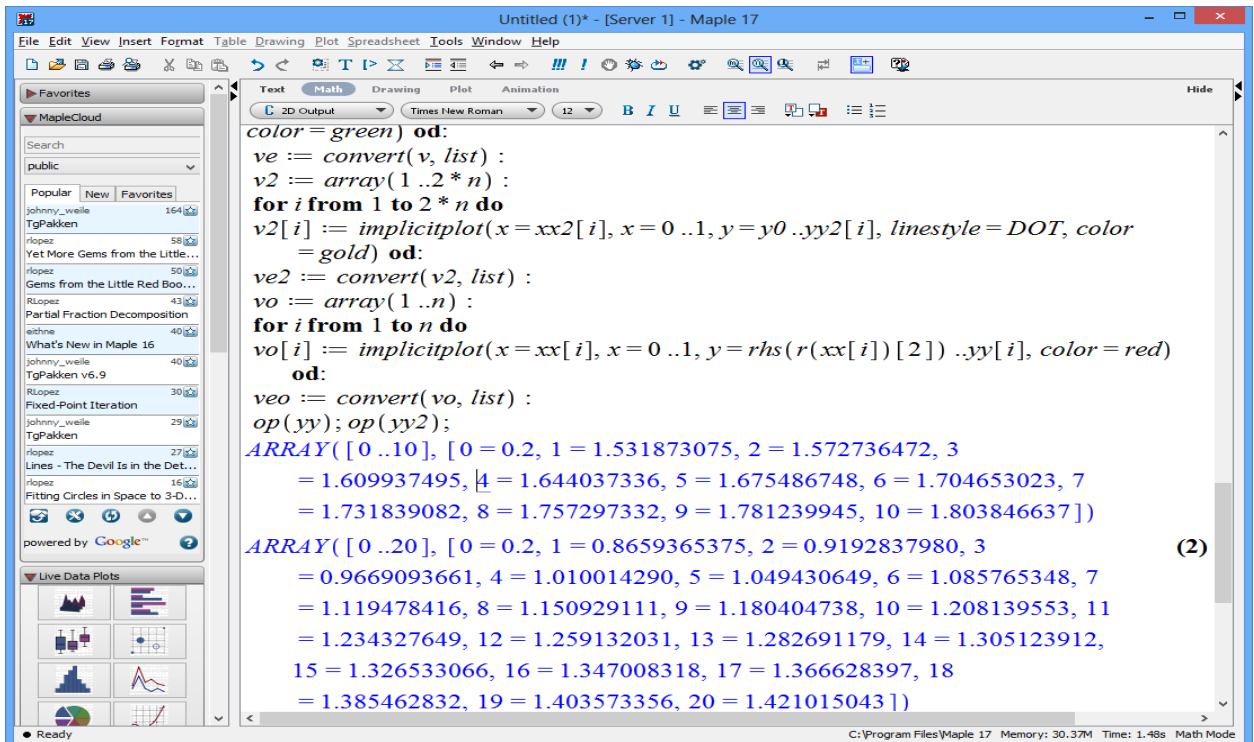 Untitled (1)* - [Server 1] - Maple 17
File Edit View Insert Format Table Drawing Plot Spreadsheet Tools Window Help
Favorites
MapleCloud
Search
public
Popular New Favorites
johnny_weile 164
TgPakken
rlopez 58
Yet More Gems from the Little...
rlopez 50
Gems from the Little Red Boo...
RLopez 43
Partial Fraction Decomposition
eithne 40
What's New in Maple 16
johnny_weile 40
TgPakken v6.9
RLopez 30
Fixed-Point Iteration
johnny_weile 29
TgPakken
rlopez 27
Lines - The Devil Is in the Det...
rlopez 16
Fitting Circles in Space to 3-D...
powered by Google™
Live Data Plots
Text Math Drawing Plot Animation Hide
C 2D Output Times New Roman 12 B I U
color = green) od:
ve := convert(v, list) :
v2 := array(1 ..2 * n) :
for i from 1 to 2 * n do
v2[i] := implicitplot(x = xx2[i], x = 0 ..1, y = y0 ..yy2[i], linestyle = DOT, color
= gold) od:
ve2 := convert(v2, list) :
vo := array(1 ..n) :
for i from 1 to n do
vo[i] := implicitplot(x = xx[i], x = 0 ..1, y = rhs(r(xx[i])[2]) ..yy[i], color = red)
od:
veo := convert(vo, list) :
op(yy); op(yy2);
ARRAY([0 ..10], [0 = 0.2, 1 = 1.531873075, 2 = 1.572736472, 3
= 1.609937495, 4 = 1.644037336, 5 = 1.675486748, 6 = 1.704653023, 7
= 1.731839082, 8 = 1.757297332, 9 = 1.781239945, 10 = 1.803846637])
ARRAY([0 ..20], [0 = 0.2, 1 = 0.8659365375, 2 = 0.9192837980, 3 (2)
= 0.9669093661, 4 = 1.010014290, 5 = 1.049430649, 6 = 1.085765348, 7
= 1.119478416, 8 = 1.150929111, 9 = 1.180404738, 10 = 1.208139553, 11
= 1.234327649, 12 = 1.259132031, 13 = 1.282691179, 14 = 1.305123912,
15 = 1.326533066, 16 = 1.347008318, 17 = 1.366628397, 18
= 1.385462832, 19 = 1.403573356, 20 = 1.421015043])
Ready
C:\Program Files\Maple 17 Memory: 30.37M Time: 1.48s Math Mode